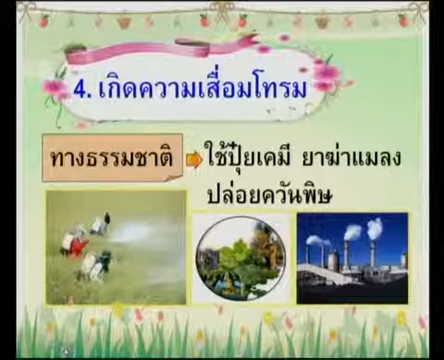 4. เกิดความเสื่อมโทรม
ทางธรรมชาติ
ใช้ปุ๋ยเคมี ยาฆ่าแมลง
ปล่อยควันพิษ